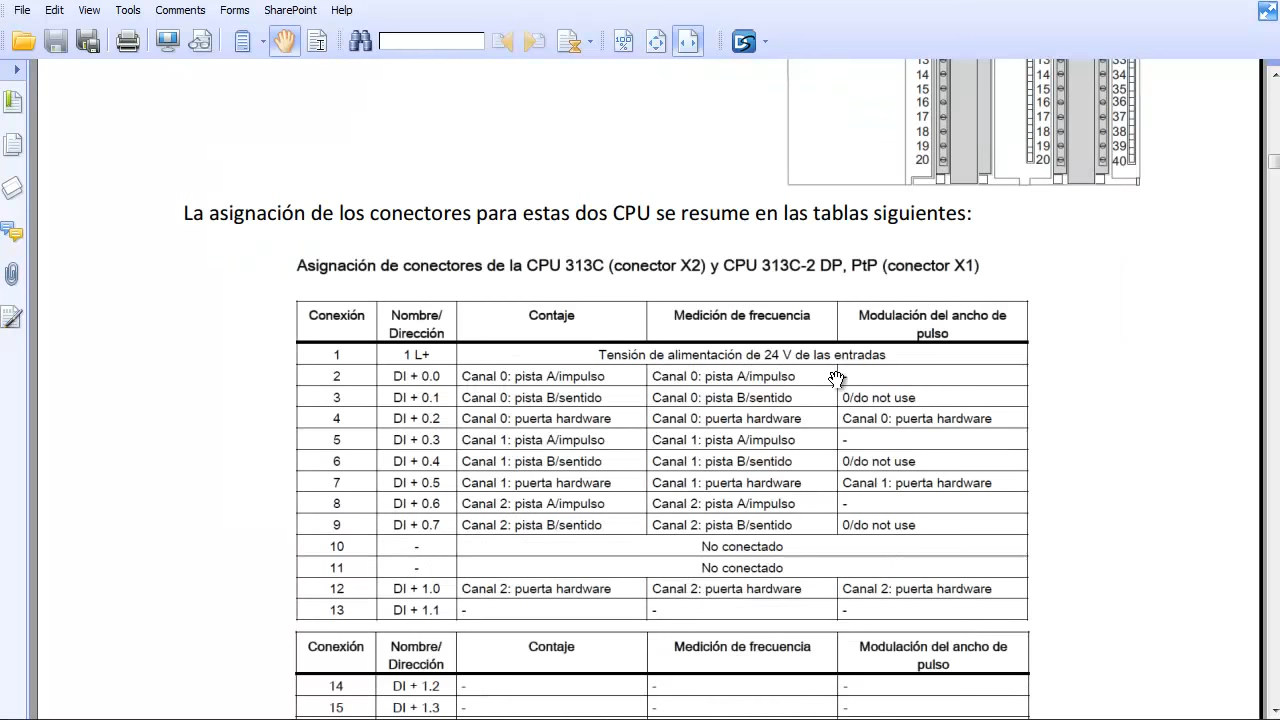 File Edit View Tools Comments Forms SharePoint Help
13 33
14 14 34
15 15 35
16 16 36
17 17 37
18 18 38
19 19 39
20 20 40
La asignación de los conectores para estas dos CPU se resume en las tablas siguientes:
Asignación de conectores de la CPU 313C (conector X2) y CPU 313C-2 DP, PtP (conector X1)
Conexión Nombre/ Contaje Medición de frecuencia Modulación del ancho de
Dirección pulso
1 1 L+ Tensión de alimentación de 24 V de las entradas
2 DI + 0.0 Canal 0: pista A/impulso Canal 0: pista A/impulso
3 DI + 0.1 Canal 0: pista B/sentido Canal 0: pista B/sentido 0/do not use
4 DI + 0.2 Canal 0: puerta hardware Canal 0: puerta hardware Canal 0: puerta hardware
5 DI + 0.3 Canal 1: pista A/impulso Canal 1: pista A/impulso -
6 DI + 0.4 Canal 1: pista B/sentido Canal 1: pista B/sentido 0/do not use
7 DI + 0.5 Canal 1: puerta hardware Canal 1: puerta hardware Canal 1: puerta hardware
8 DI + 0.6 Canal 2: pista A/impulso Canal 2: pista A/impulso -
9 DI + 0.7 Canal 2: pista B/sentido Canal 2: pista B/sentido 0/do not use
10 - No conectado
11 - No conectado
12 DI + 1.0 Canal 2: puerta hardware Canal 2: puerta hardware Canal 2: puerta hardware
13 DI + 1.1 - - -
Conexión Nombre/ Contaje Medición de frecuencia Modulación del ancho de
Dirección pulso
14 DI + 1.2 - - -
15 DI + 1.3 - - -